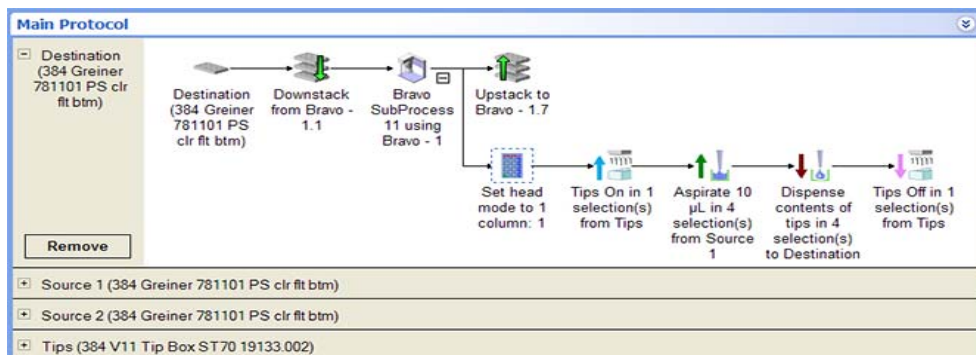 Main Protocol
Destination
(384 Greiner
781101 PS clr
flt btm)
Remove
Destination
(384 Greiner
781101 PS
clr flt btm)
Downstack
from Bravo -
1.1
Bravo
SubProcess
11 using
Bravo - 1
Upstack to
Bravo - 1.7
Set head
mode to 1
column: 1
Tips On in 1
selection(s)
from Tips
Aspirate 10
µL in 4
selection(s)
from Source
1
Dispense
contents of
tips in 4
selection(s)
to Destination
Tips Off in 1
selection(s)
from Tips
Source 1 (384 Greiner 781101 PS clr flt btm)
Source 2 (384 Greiner 781101 PS clr flt btm)
Tips (384 V11 Tip Box ST70 19133.002)